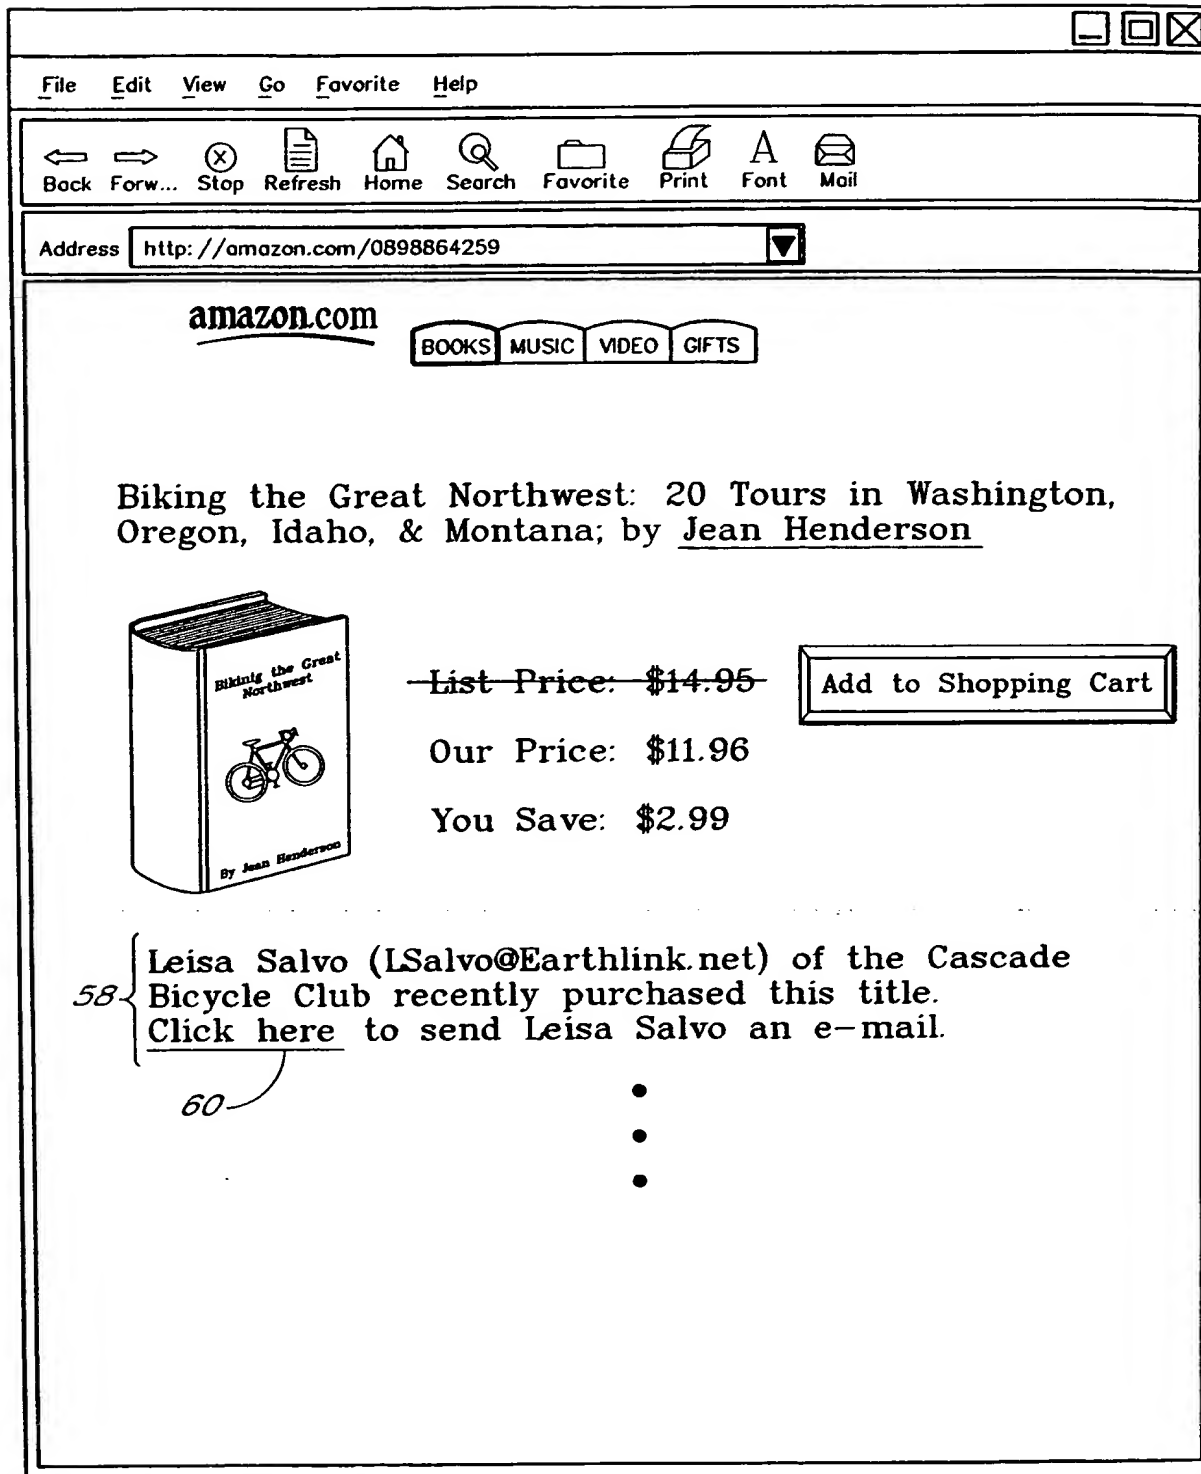 File Edit View Go Favorite Help
Back Forw... Stop Refresh Home Search Favorite Print Font Mail
Address http://amazon.com/0898864259
amazon.com
BOOKS MUSIC VIDEO GIFTS
Biking the Great Northwest: 20 Tours in Washington,
Oregon, Idaho, & Montana; by Jean Henderson
Bikinig the Great
Northwest
By Jean Henderson
List Price: $14.95
Add to Shopping Cart
Our Price: $11.96
You Save: $2.99
58
Leisa Salvo (LSalvo@Earthlink.net) of the Cascade
Bicycle Club recently purchased this title.
Click here to send Leisa Salvo an e-mail.
60